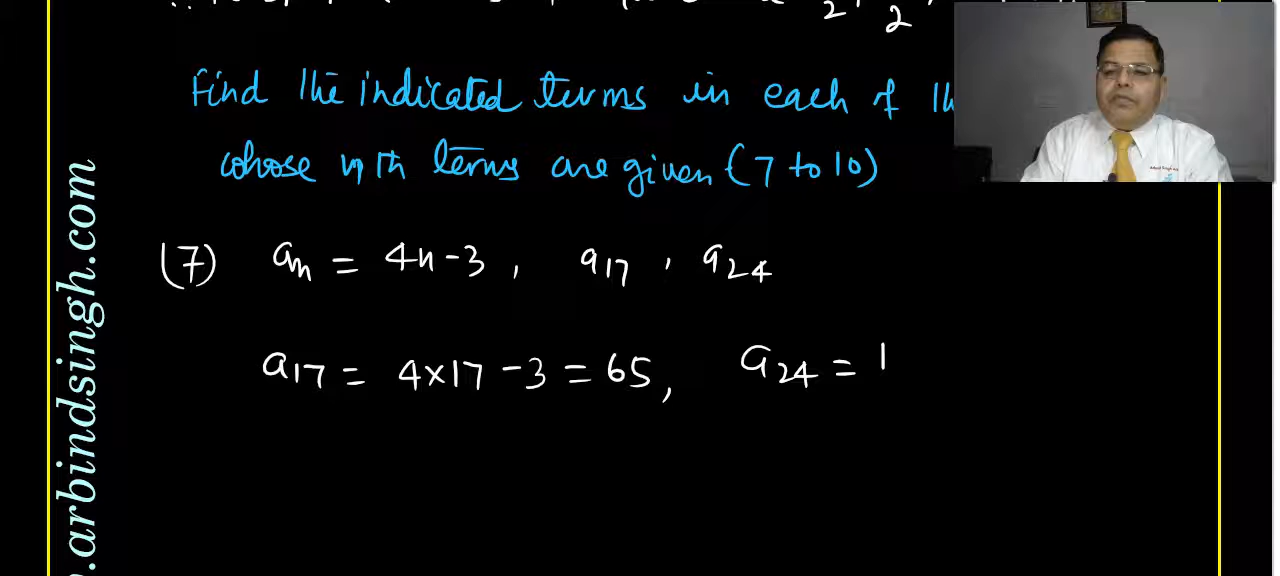 Find the indicated terms in each of th
whose nth terms are given (7 to 10)
(7) an = 4n-3, a17, a24
a17 = 4×17-3 = 65, a24 = 1
.arbindsingh.com